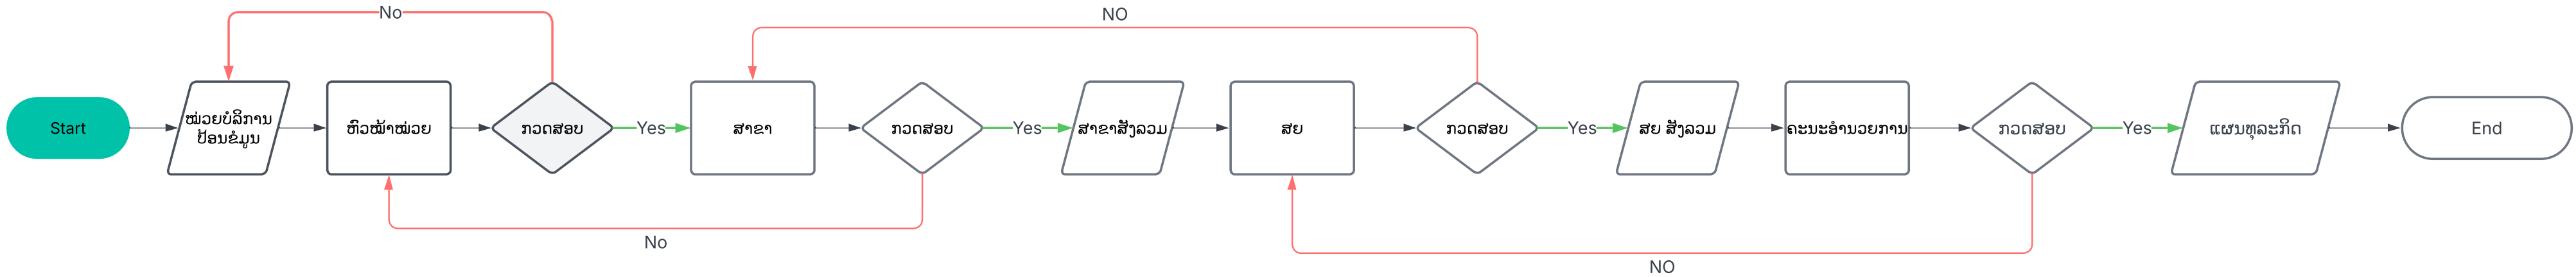 No
NO
Start
ໝ່ວຍບໍລິການ
ປ້ອນຂໍມູນ
ຫົວໜ້າໜ່ວຍ
ກວດສອບ
Yes
ສາຂາ
ກວດສອບ
Yes
ສາຂາສັງລວມ
ສຍ
ກວດສອບ
Yes
ສຍ ສັງລວມ
ຄະນະອຳນວຍການ
ກວດສອບ
Yes
ແຜນທຸລະກິດ
End
No
NO